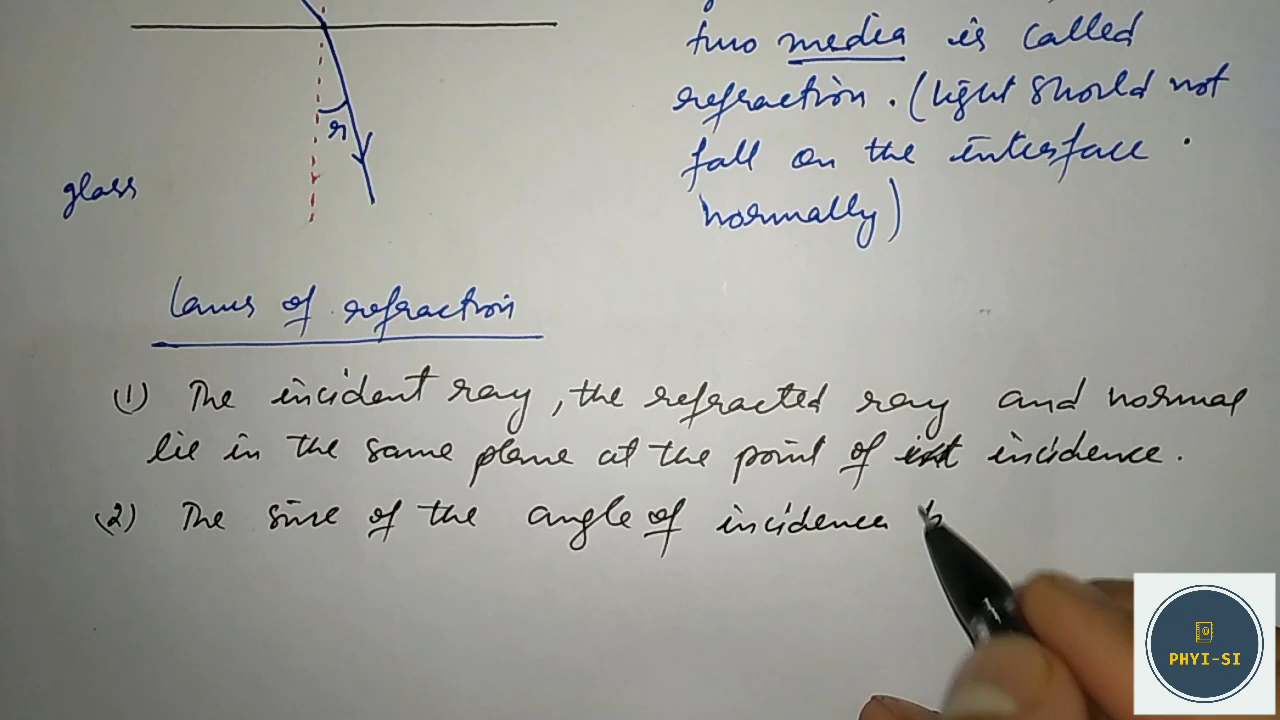 two media is called
refraction. (light should not
fall on the interface.
normally)
r
glass
Laws of refraction
(1) The incident ray, the refracted ray and normal
lie in the same plane at the point of incidence.
(2) The sine of the angle of incidence
PHYI-SI